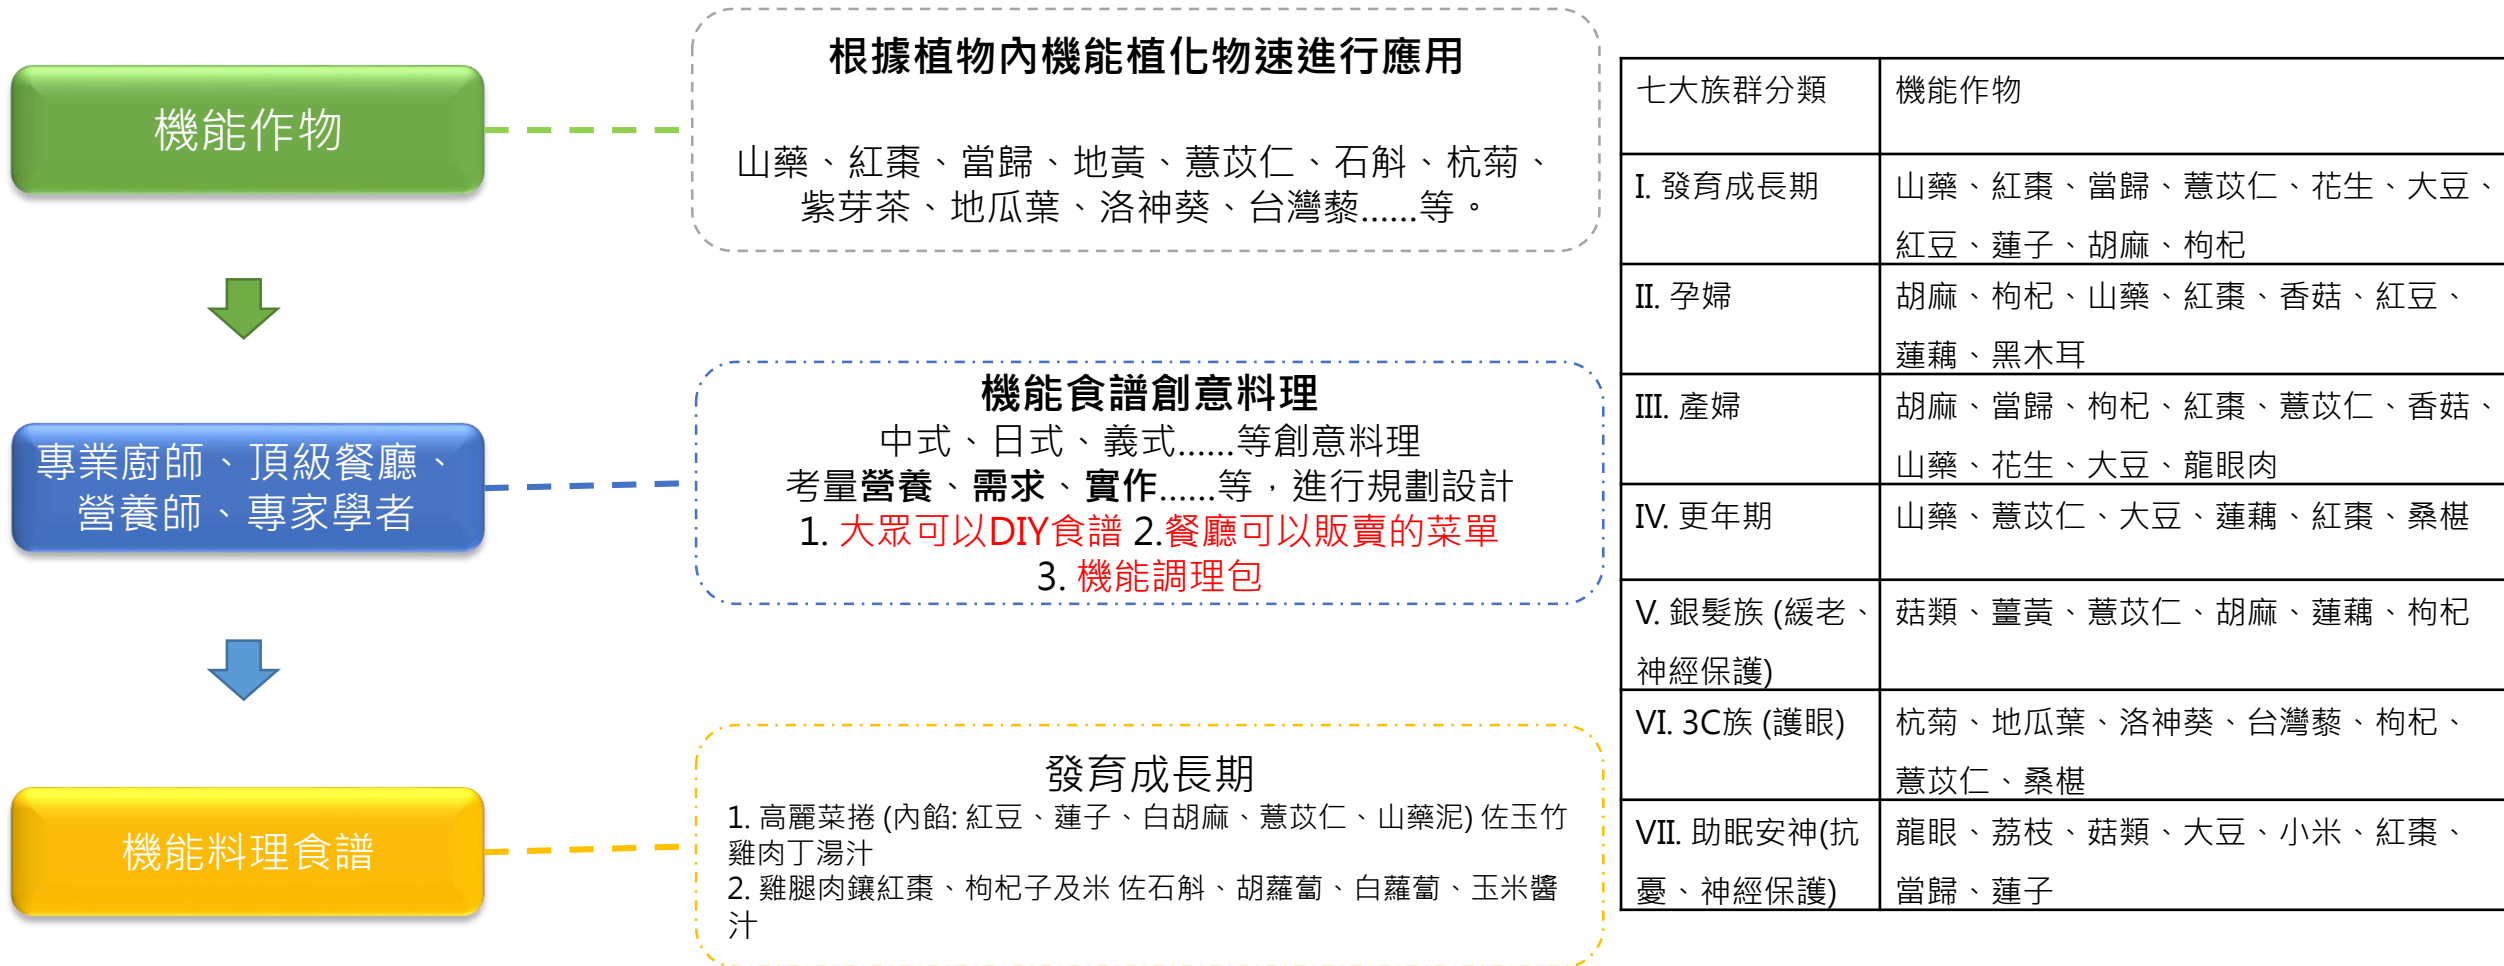 機能作物
根據植物內機能植化物速進行應用
山藥、紅棗、當歸、地黃、薏苡仁、石斛、杭菊、
紫芽茶、地瓜葉、洛神葵、台灣藜......等。
專業廚師、頂級餐廳、
營養師、專家學者
機能食譜創意料理
中式、日式、義式......等創意料理
考量營養、需求、實作......等，進行規劃設計
1. 大眾可以DIY食譜 2.餐廳可以販賣的菜單
3. 機能調理包
機能料理食譜
發育成長期
1. 高麗菜捲 (內餡: 紅豆、蓮子、白胡麻、薏苡仁、山藥泥) 佐玉竹
雞肉丁湯汁
2. 雞腿肉鑲紅棗、枸杞子及米 佐石斛、胡蘿蔔、白蘿蔔、玉米醬
汁
七大族群分類 機能作物
I. 發育成長期 山藥、紅棗、當歸、薏苡仁、花生、大豆、
紅豆、蓮子、胡麻、枸杞
II. 孕婦 胡麻、枸杞、山藥、紅棗、香菇、紅豆、
蓮藕、黑木耳
III. 產婦 胡麻、當歸、枸杞、紅棗、薏苡仁、香菇、
山藥、花生、大豆、龍眼肉
IV. 更年期 山藥、薏苡仁、大豆、蓮藕、紅棗、桑椹
V. 銀髮族 (緩老、 菇類、薑黃、薏苡仁、胡麻、蓮藕、枸杞
神經保護)
VI. 3C族 (護眼) 杭菊、地瓜葉、洛神葵、台灣藜、枸杞、
薏苡仁、桑椹
VII. 助眠安神(抗 龍眼、荔枝、菇類、大豆、小米、紅棗、
憂、神經保護) 當歸、蓮子